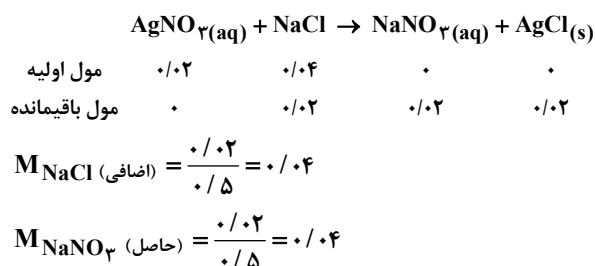 AgNO۳(aq) + NaCl → NaNO۳(aq) + AgCl(s)
مول اولیه ۰/۰۲ ۰/۰۴ ۰ ۰
مول باقیمانده ۰ ۰/۰۲ ۰/۰۲ ۰/۰۲
M NaCl (اضافی) = ۰/۰۲ / ۰/۵ = ۰/۰۴
M NaNO۳ (حاصل) = ۰/۰۲ / ۰/۵ = ۰/۰۴